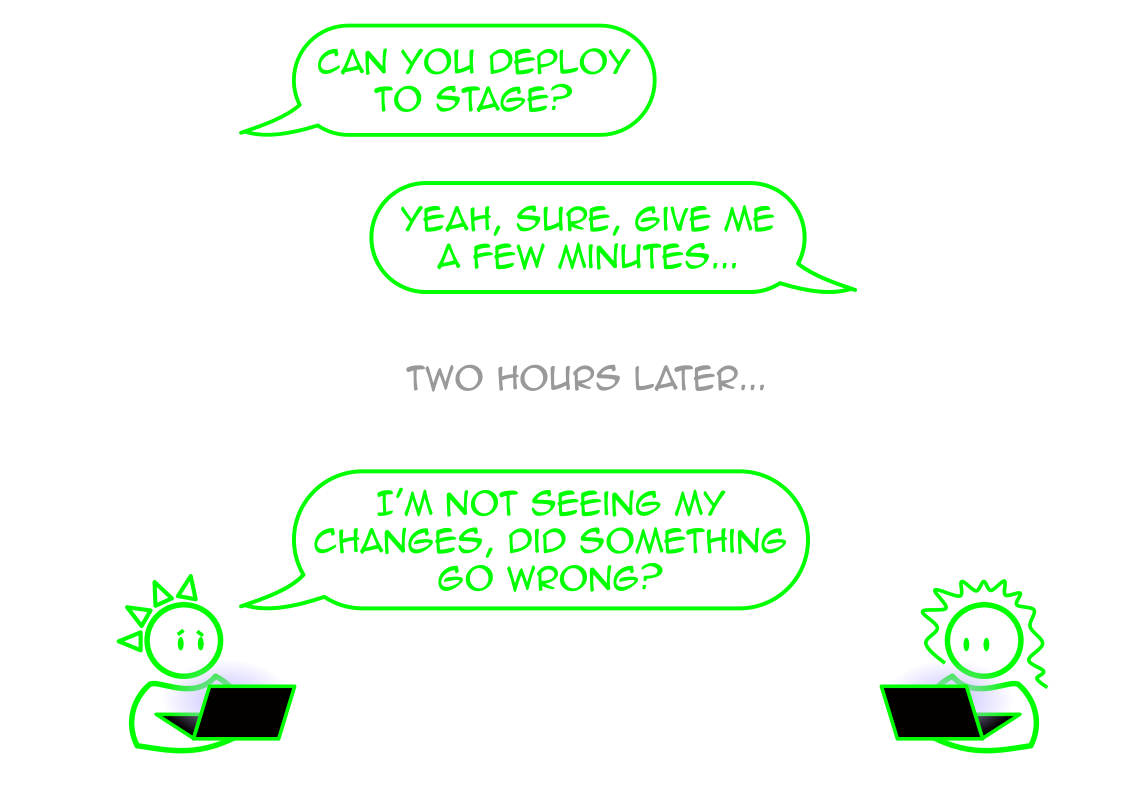 CAN YOU DEPLOY
TO STAGE?
YEAH, SURE, GIVE ME
A FEW MINUTES...
TWO HOURS LATER...
I'M NOT SEEING MY
CHANGES, DID SOMETHING
GO WRONG?